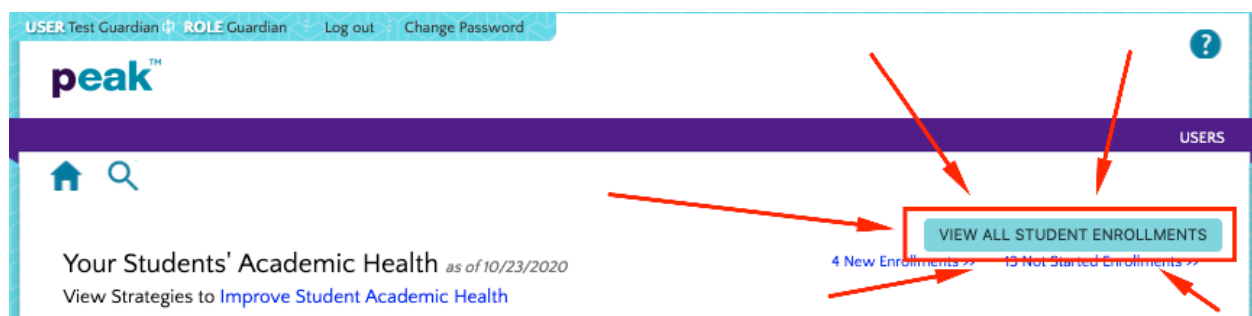 USER Test Guardian ROLE Guardian Log out Change Password
?
peak™
USERS
VIEW ALL STUDENT ENROLLMENTS
Your Students' Academic Health as of 10/23/2020
4 New Enrollments >> 13 Not Started Enrollments >>
View Strategies to Improve Student Academic Health